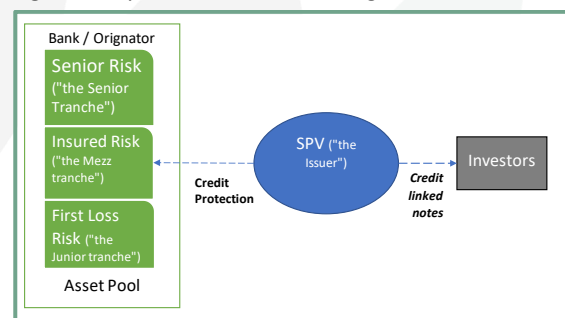 Bank / Orignator
Senior Risk
("the Senior
Tranche")
Insured Risk
("the Mezz
tranche")
First Loss
Risk ("the
Junior tranche")
Asset Pool
Credit
Protection
SPV ("the
Issuer")
Credit
linked
notes
Investors